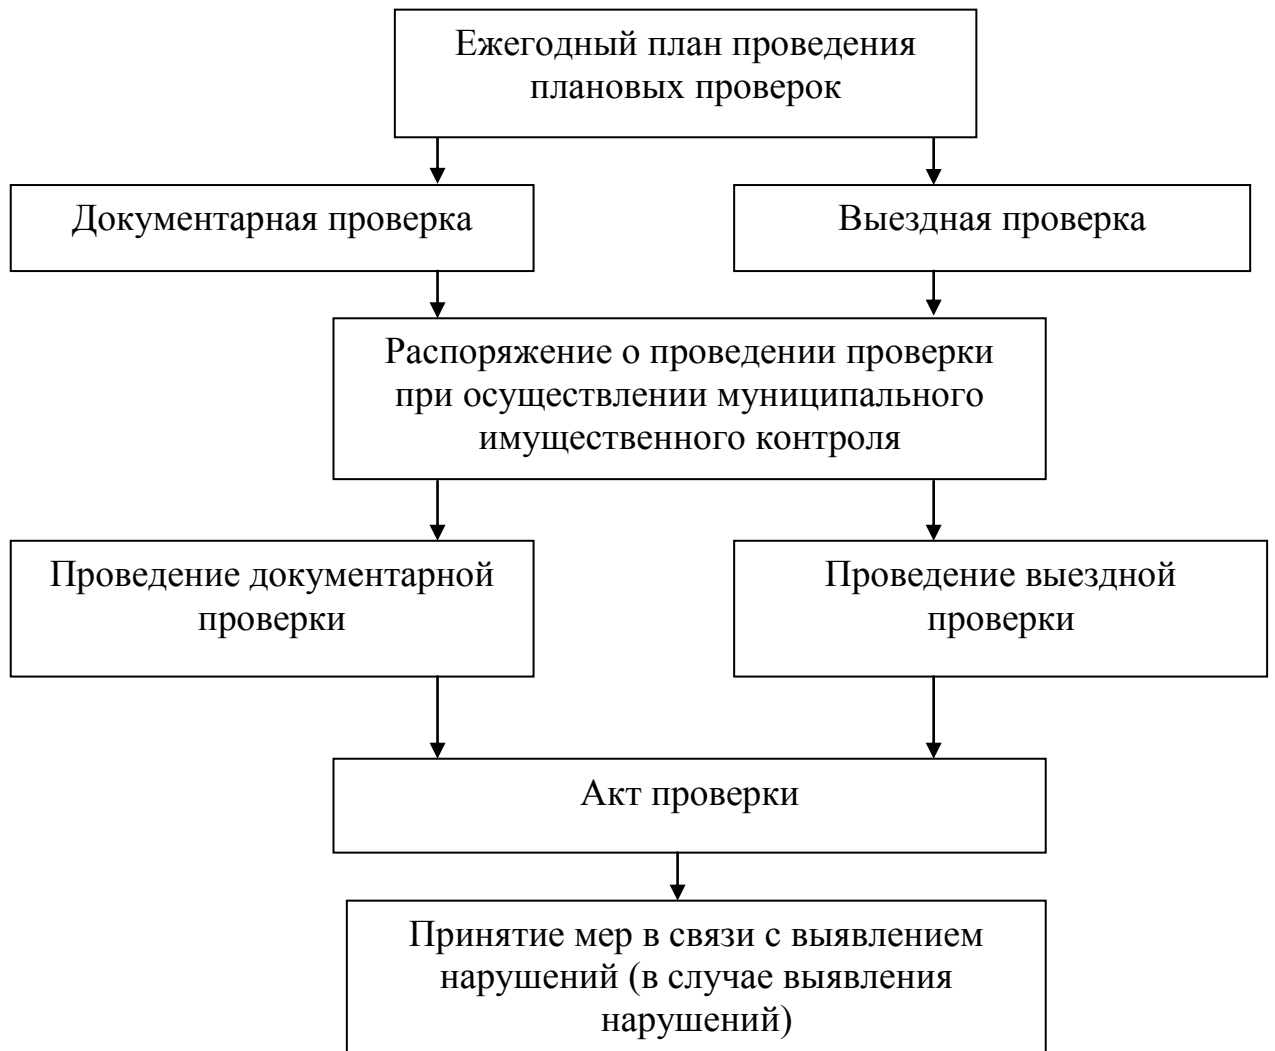 Ежегодный план проведения
плановых проверок
Документарная проверка
Выездная проверка
Распоряжение о проведении проверки
при осуществлении муниципального
имущественного контроля
Проведение документарной
проверки
Проведение выездной
проверки
Акт проверки
Принятие мер в связи с выявлением
нарушений (в случае выявления
нарушений)